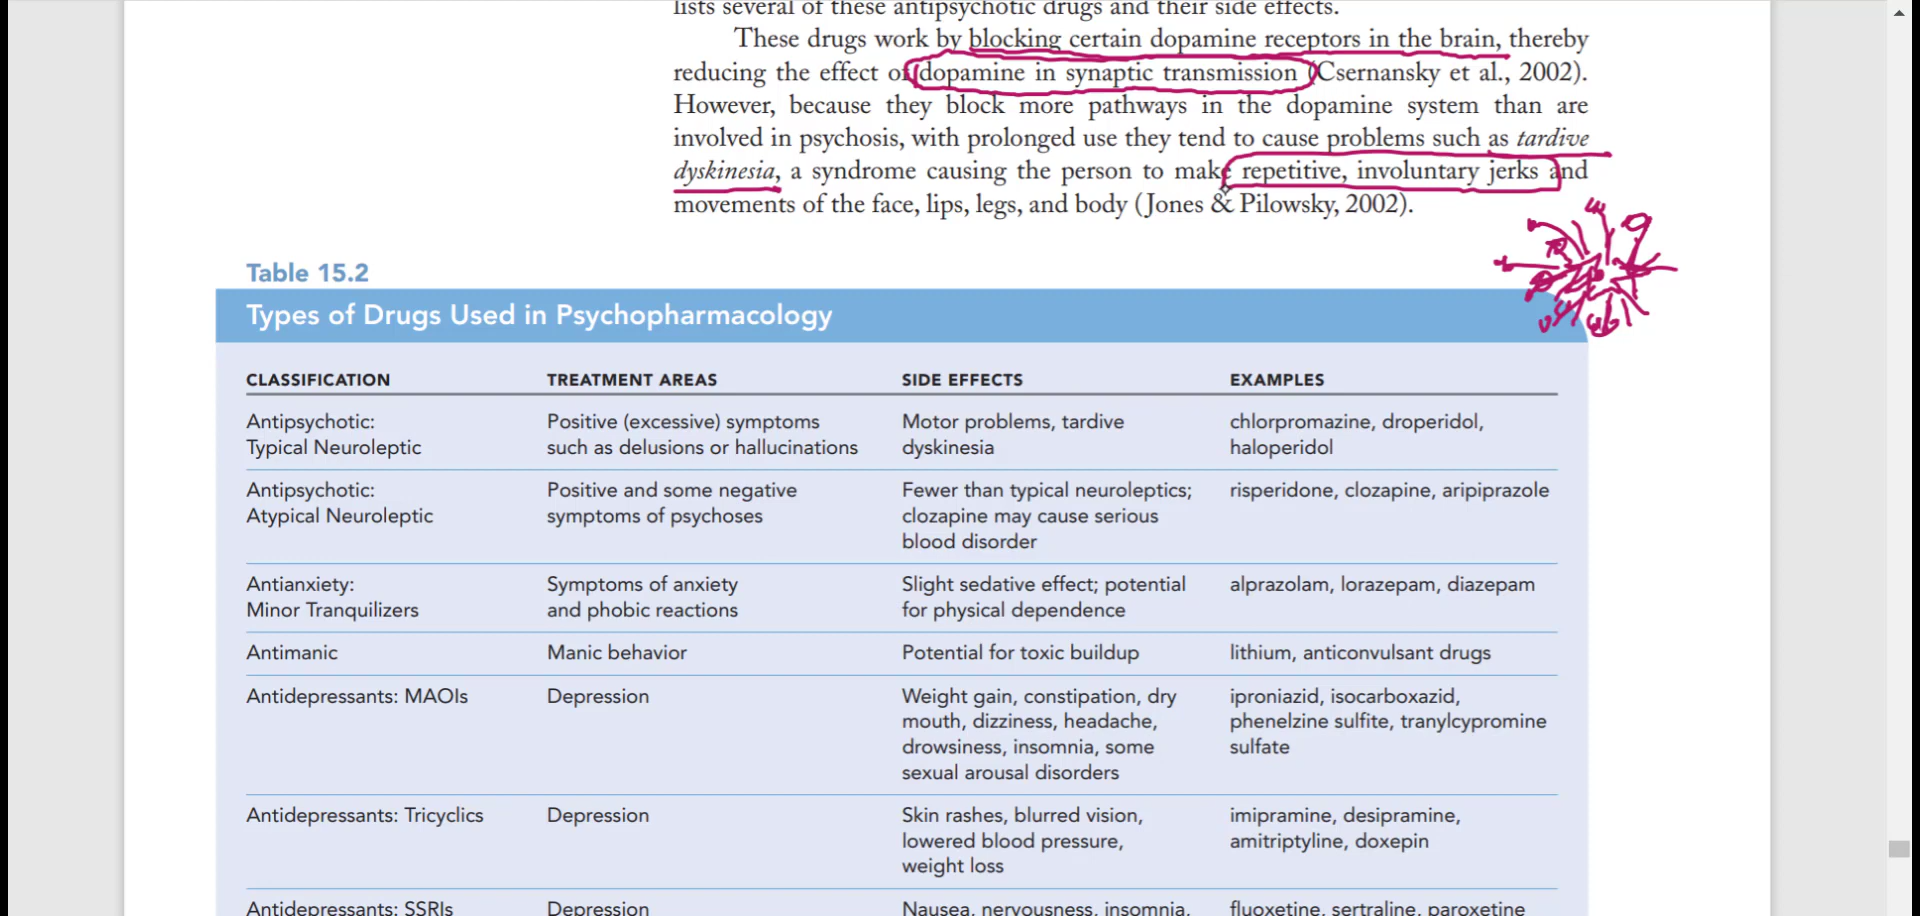 lists several of these antipsychotic drugs and their side effects.
These drugs work by blocking certain dopamine receptors in the brain, thereby
reducing the effect of dopamine in synaptic transmission (Csernansky et al., 2002).
However, because they block more pathways in the dopamine system than are
involved in psychosis, with prolonged use they tend to cause problems such as tardive
dyskinesia, a syndrome causing the person to make repetitive, involuntary jerks and
movements of the face, lips, legs, and body (Jones & Pilowsky, 2002).
Table 15.2
Types of Drugs Used in Psychopharmacology
CLASSIFICATION TREATMENT AREAS SIDE EFFECTS EXAMPLES
Antipsychotic: Positive (excessive) symptoms Motor problems, tardive chlorpromazine, droperidol,
Typical Neuroleptic such as delusions or hallucinations dyskinesia haloperidol
Antipsychotic: Positive and some negative Fewer than typical neuroleptics; risperidone, clozapine, aripiprazole
Atypical Neuroleptic symptoms of psychoses clozapine may cause serious
blood disorder
Antianxiety: Symptoms of anxiety Slight sedative effect; potential alprazolam, lorazepam, diazepam
Minor Tranquilizers and phobic reactions for physical dependence
Antimanic Manic behavior Potential for toxic buildup lithium, anticonvulsant drugs
Antidepressants: MAOIs Depression Weight gain, constipation, dry iproniazid, isocarboxazid,
mouth, dizziness, headache, phenelzine sulfite, tranylcypromine
drowsiness, insomnia, some sulfate
sexual arousal disorders
Antidepressants: Tricyclics Depression Skin rashes, blurred vision, imipramine, desipramine,
lowered blood pressure, amitriptyline, doxepin
weight loss
Antidepressants: SSRIs Depression Nausea, nervousness, insomnia, fluoxetine, sertraline, paroxetine